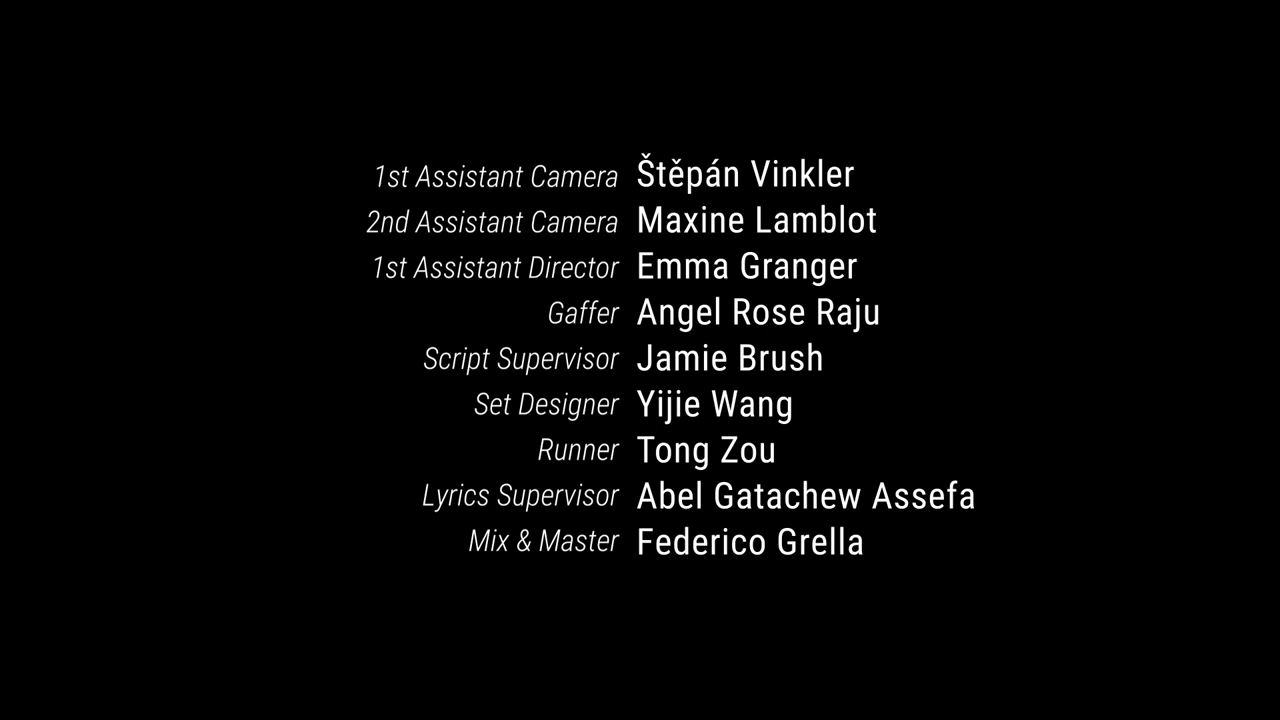 1st Assistant Camera Štěpán Vinkler
2nd Assistant Camera Maxine Lamblot
1st Assistant Director Emma Granger
Gaffer Angel Rose Raju
Script Supervisor Jamie Brush
Set Designer Yijie Wang
Runner Tong Zou
Lyrics Supervisor Abel Gatachew Assefa
Mix & Master Federico Grella